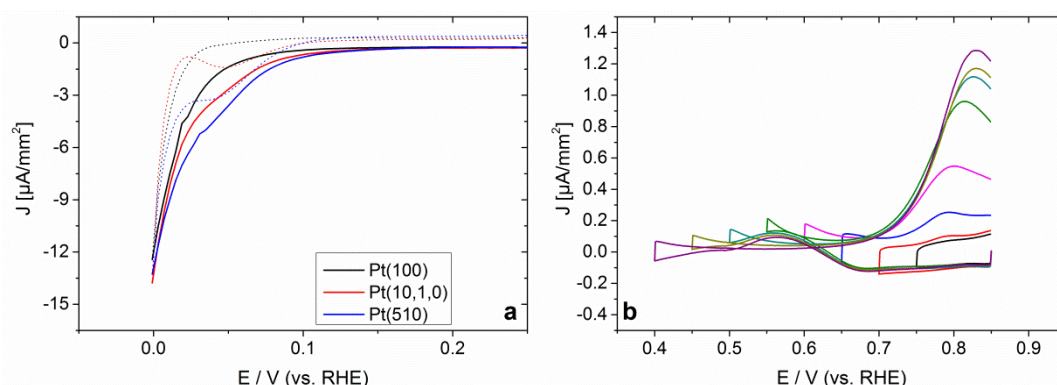 0
-3
-6
-9
-12
-15
J [µA/mm²]
0.0
0.1
0.2
E / V (vs. RHE)
Pt(100)
Pt(10,1,0)
Pt(510)
a
1.4
1.2
1.0
0.8
0.6
0.4
0.2
0.0
-0.2
-0.4
J [µA/mm²]
0.4 0.5 0.6 0.7 0.8 0.9
E / V (vs. RHE)
b